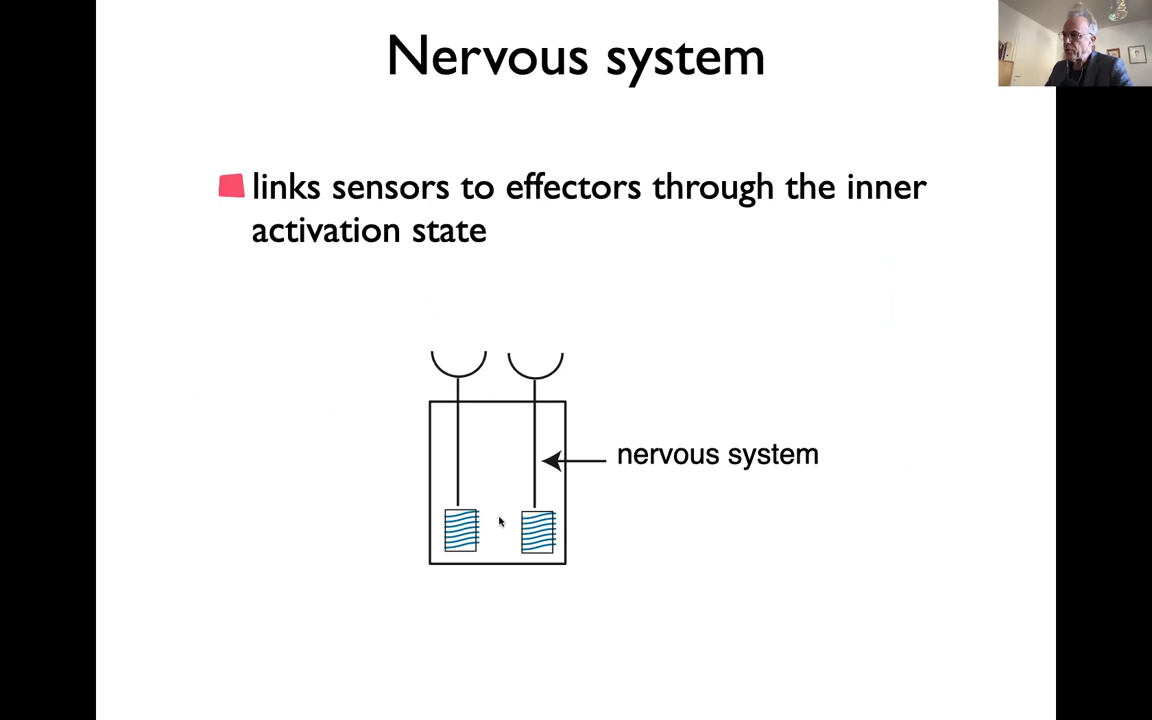 Nervous system
links sensors to effectors through the inner
activation state
nervous system